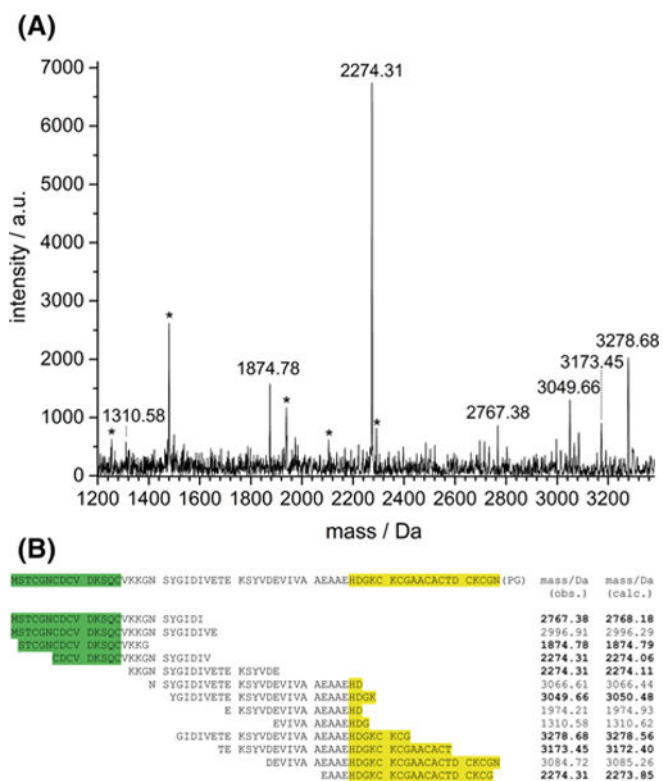 (A)
7000
6000
5000
4000
3000
2000
1000
0
intensity / a.u.
2274.31
*
1310.58
*
1874.78
*
*
*
2767.38
3049.66
3173.45
3278.68
1200 1400 1600 1800 2000 2200 2400 2600 2800 3000 3200
mass / Da
(B)
MSTCGNCDCV DKSQCVKKGN SYGIDIVETE KSYVDEVIVA AEAAEHDGKC KCGAACACTD CKCGN(PG) mass/Da mass/Da
(obs.) (calc.)
MSTCGNCDCV DKSQCVKKGN SYGIDI 2767.38 2768.18
MSTCGNCDCV DKSQCVKKGN SYGIDIVE 2996.91 2996.29
STCGNCDCV DKSQCVKKG 1874.78 1874.79
CDCV DKSQCVKKGN SYGIDIV 2274.31 2274.06
KKGN SYGIDIVETE KSYVDE 2274.31 2274.11
N SYGIDIVETE KSYVDEVIVA AEAAEHD 3066.61 3066.44
YGIDIVETE KSYVDEVIVA AEAAEHDGK 3049.66 3050.48
E KSYVDEVIVA AEAAEHD 1974.21 1974.93
EVIVA AEAAEHDG 1310.58 1310.62
GIDIVETE KSYVDEVIVA AEAAEHDGKC KCG 3278.68 3278.56
TE KSYVDEVIVA AEAAEHDGKC KCGAACACT 3173.45 3172.40
DEVIVA AEAAEHDGKC KCGAACACTD CKCGN 3084.72 3085.26
EAAE HDGKC KCGAACACTD CKCG 2274.31 2273.85